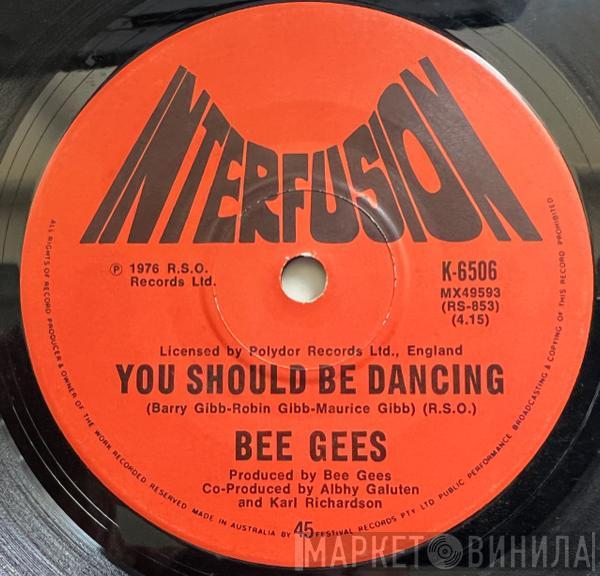 INTERFUSION
℗ 1976 R.S.O.
Records Ltd.
K-6506
MX49593
(RS-853)
(4.15)
Licensed by Polydor Records Ltd., England
YOU SHOULD BE DANCING
(Barry Gibb-Robin Gibb-Maurice Gibb) (R.S.O.)
BEE GEES
Produced by Bee Gees
Co-Produced by Albhy Galuten
and Karl Richardson
45
ALL RIGHTS OF RECORD PRODUCER & OWNER OF THE WORK RECORDED RESERVED MADE IN AUSTRALIA BY FESTIVAL RECORDS PTY LTD PUBLIC PERFORMANCE BROADCASTING & COPYING OF THIS RECORD PROHIBITED
МАРКЕТ ВИНИЛА